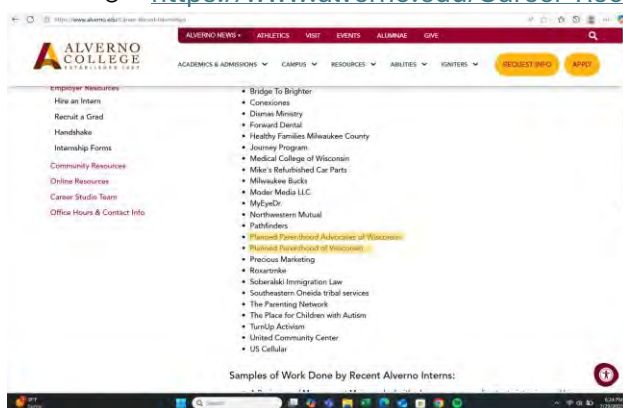 https://www.alverno.edu/Career-Roo
ALVERNO NEWS ATHLETICS VISIT EVENTS ALUMNAE GIVE
ALVERNO
COLLEGE
ESTABLISHED 1887
ACADEMICS & ADMISSIONS CAMPUS RESOURCES ABILITIES IGNITERS REQUEST INFO APPLY
Employer Resources
Hire an Intern
Recruit a Grad
Handshake
Internship Forms
Community Resources
Online Resources
Career Studio Team
Office Hours & Contact Info
• Bridge To Brighter
• Conexiones
• Dismas Ministry
• Forward Dental
• Healthy Families Milwaukee County
• Journey Program
• Medical College of Wisconsin
• Mike's Refurbished Car Parts
• Milwaukee Bucks
• Moder Media LLC
• MyEyeDr.
• Northwestern Mutual
• Pathfinders
• Planned Parenthood Advocates of Wisconsin
• Planned Parenthood of Wisconsin
• Precious Marketing
• Roxartmke
• Soberalski Immigration Law
• Southeastern Oneida tribal services
• The Parenting Network
• The Place for Children with Autism
• TurnUp Activism
• United Community Center
• US Cellular
Samples of Work Done by Recent Alverno Interns:
Search